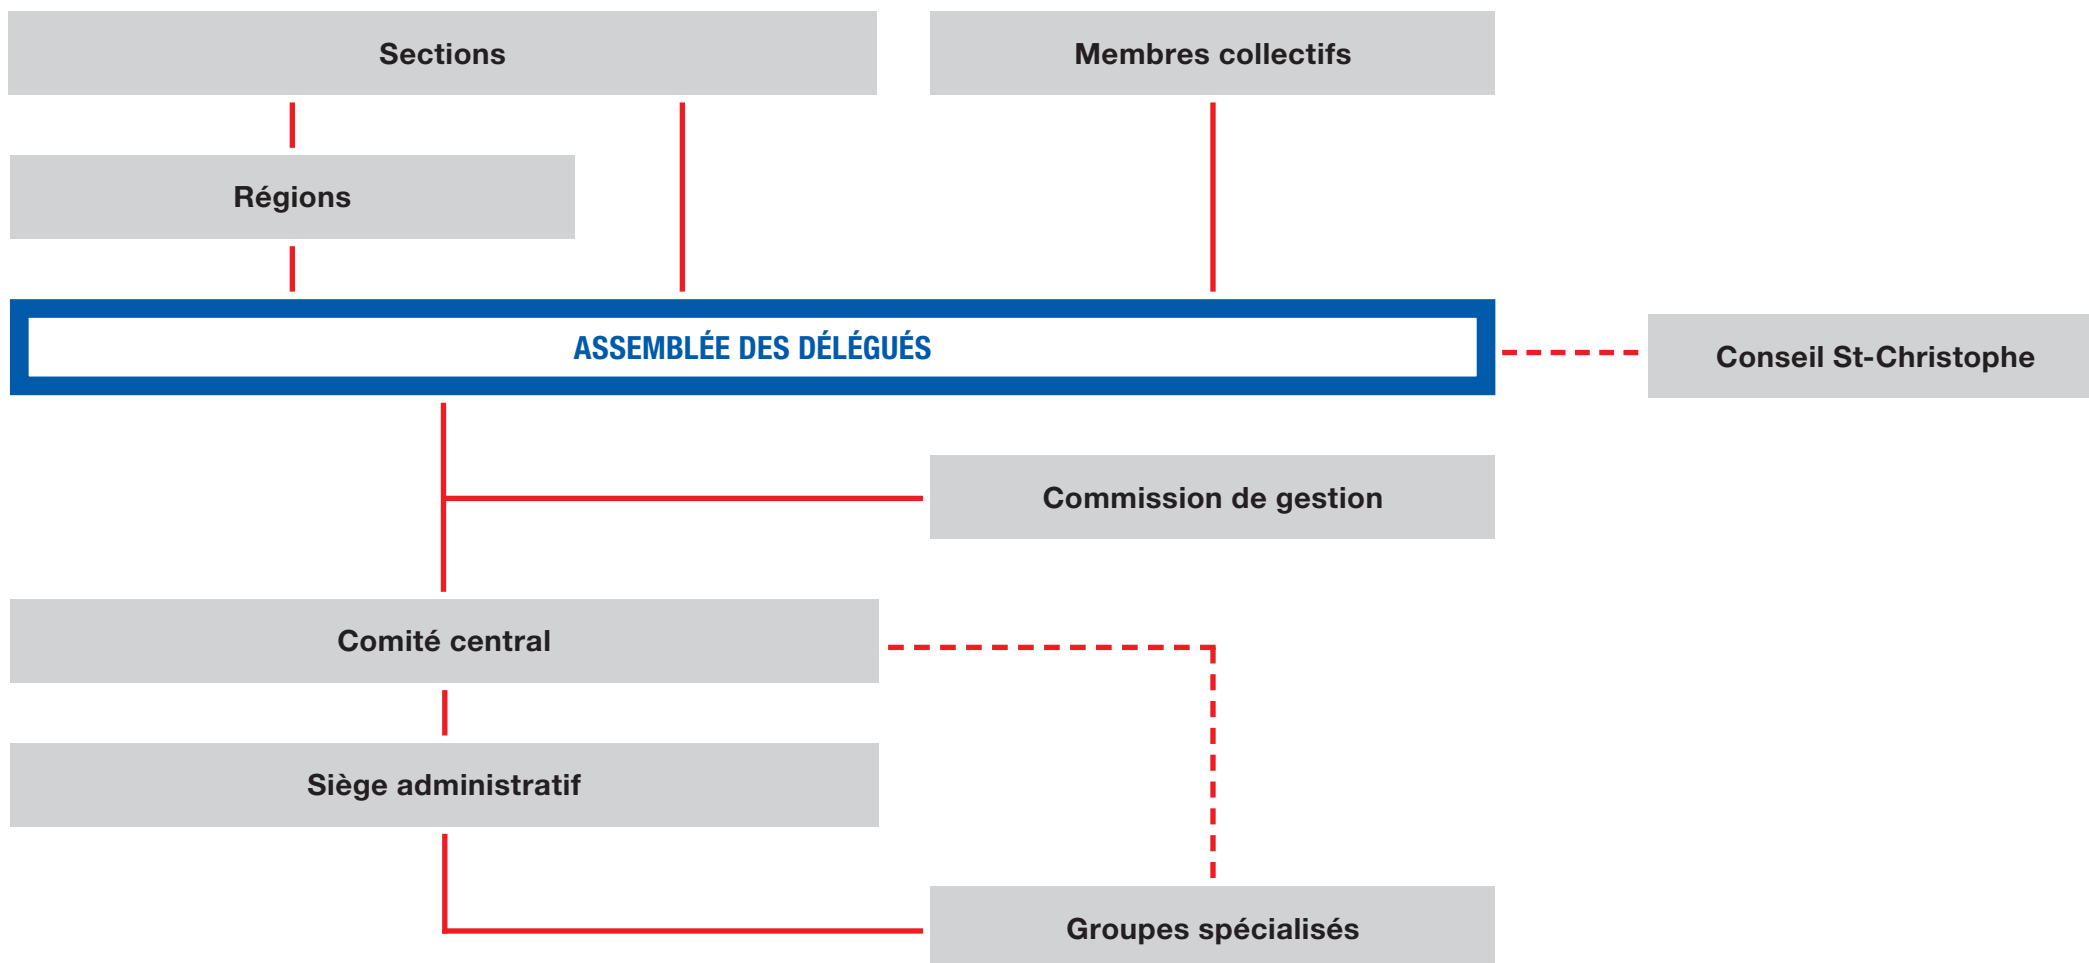 Sections
Membres collectifs
Régions
ASSEMBLÉE DES DÉLÉGUÉS
Conseil St-Christophe
Commission de gestion
Comité central
Siège administratif
Groupes spécialisés